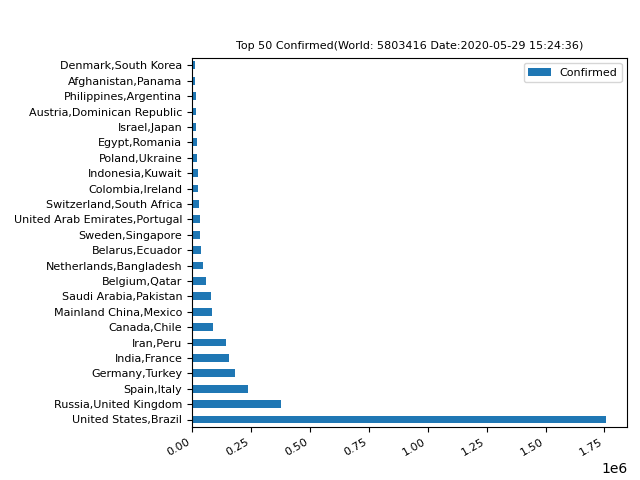 Top 50 Confirmed(World: 5803416 Date:2020-05-29 15:24:36)
Confirmed
Denmark,South Korea
Afghanistan,Panama
Philippines,Argentina
Austria,Dominican Republic
Israel,Japan
Egypt,Romania
Poland,Ukraine
Indonesia,Kuwait
Colombia,Ireland
Switzerland,South Africa
United Arab Emirates,Portugal
Sweden,Singapore
Belarus,Ecuador
Netherlands,Bangladesh
Belgium,Qatar
Saudi Arabia,Pakistan
Mainland China,Mexico
Canada,Chile
Iran,Peru
India,France
Germany,Turkey
Spain,Italy
Russia,United Kingdom
United States,Brazil
0.00 0.25 0.50 0.75 1.00 1.25 1.50 1.75
1e6